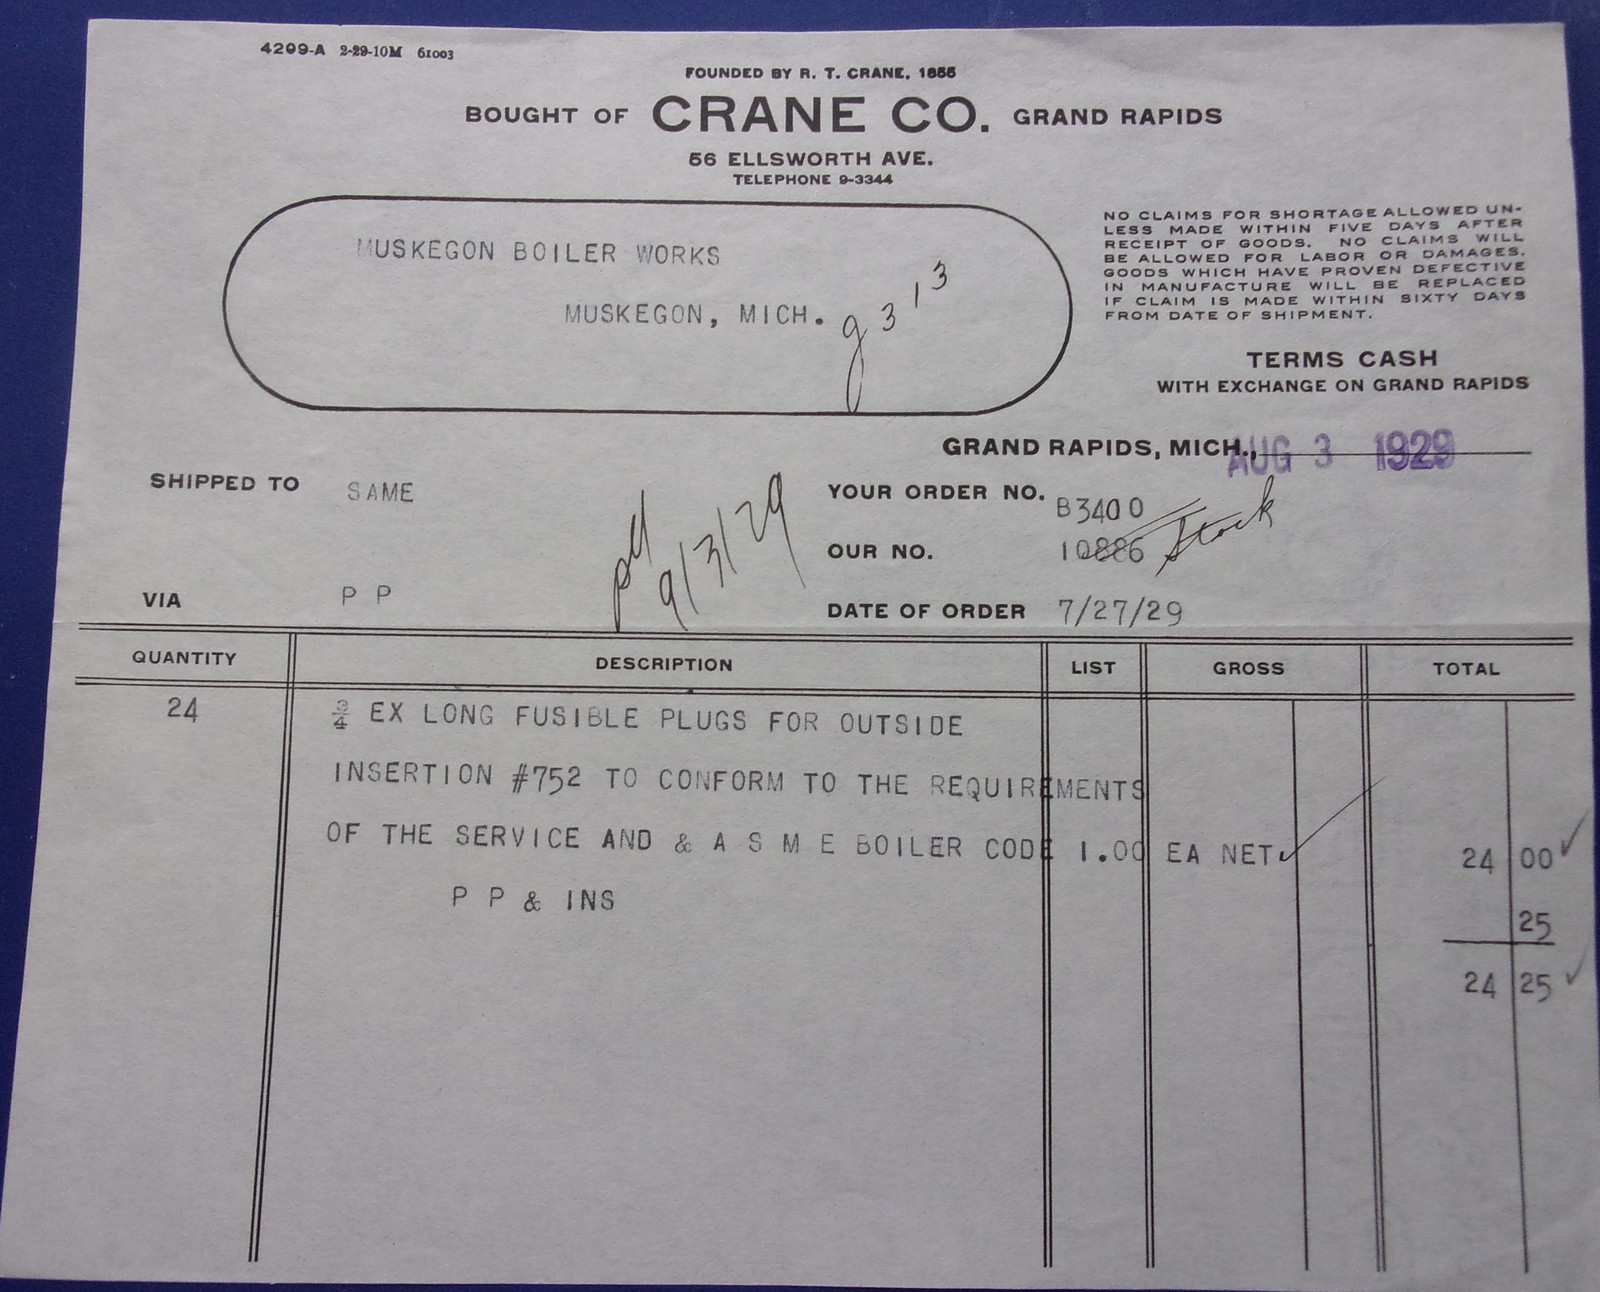 4209-A 2-29-10M 61003
FOUNDED BY R. T. CRANE, 1855
BOUGHT OF CRANE CO. GRAND RAPIDS
56 ELLSWORTH AVE.
TELEPHONE 9-3344
MUSKEGON BOILER WORKS
MUSKEGON, MICH. g313
NO CLAIMS FOR SHORTAGE ALLOWED UN-
LESS MADE WITHIN FIVE DAYS AFTER
RECEIPT OF GOODS. NO CLAIMS WILL
BE ALLOWED FOR LABOR OR DAMAGES.
GOODS WHICH HAVE PROVEN DEFECTIVE
IN MANUFACTURE WILL BE REPLACED
IF CLAIM IS MADE WITHIN SIXTY DAYS
FROM DATE OF SHIPMENT.
TERMS CASH
WITH EXCHANGE ON GRAND RAPIDS
GRAND RAPIDS, MICH., AUG 3 1929
SHIPPED TO SAME
YOUR ORDER NO. B3400
OUR NO. 10886 Stock
9/3/29
VIA P P
DATE OF ORDER 7/27/29
QUANTITY DESCRIPTION LIST GROSS TOTAL
24 3/4 EX LONG FUSIBLE PLUGS FOR OUTSIDE
INSERTION #752 TO CONFORM TO THE REQUIREMENTS
OF THE SERVICE AND & A S M E BOILER CODE 1.00 EA NET 24 00
P P & INS 25
24 25